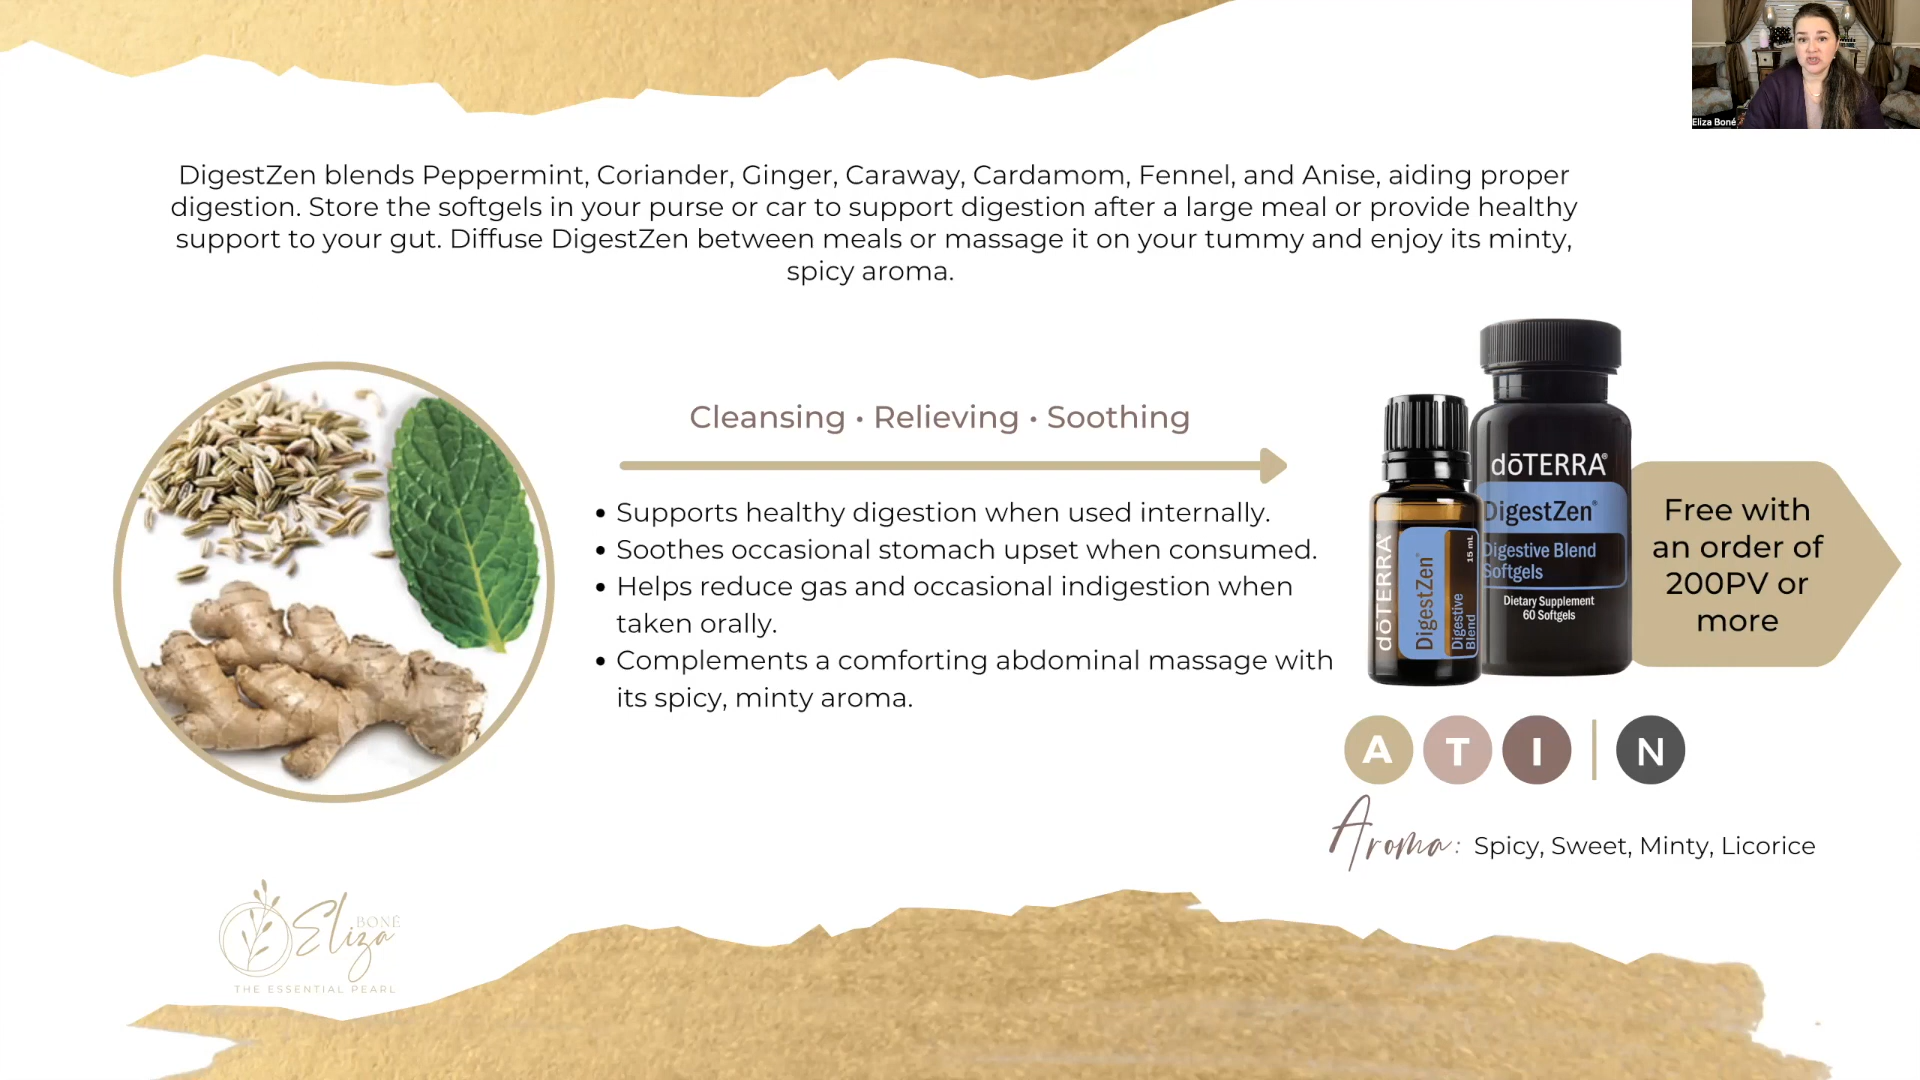 Eliza Boné
DigestZen blends Peppermint, Coriander, Ginger, Caraway, Cardamom, Fennel, and Anise, aiding proper
digestion. Store the softgels in your purse or car to support digestion after a large meal or provide healthy
support to your gut. Diffuse DigestZen between meals or massage it on your tummy and enjoy its minty,
spicy aroma.
Cleansing • Relieving • Soothing
• Supports healthy digestion when used internally.
• Soothes occasional stomach upset when consumed.
• Helps reduce gas and occasional indigestion when
taken orally.
• Complements a comforting abdominal massage with
its spicy, minty aroma.
dōTERRA
DigestZen
Digestive
Blend
15 mL
dōTERRA®
DigestZen®
Digestive Blend
Softgels
Dietary Supplement
60 Softgels
Free with
an order of
200PV or
more
A T I | N
Aroma: Spicy, Sweet, Minty, Licorice
Eliza
BONÉ
THE ESSENTIAL PEARL